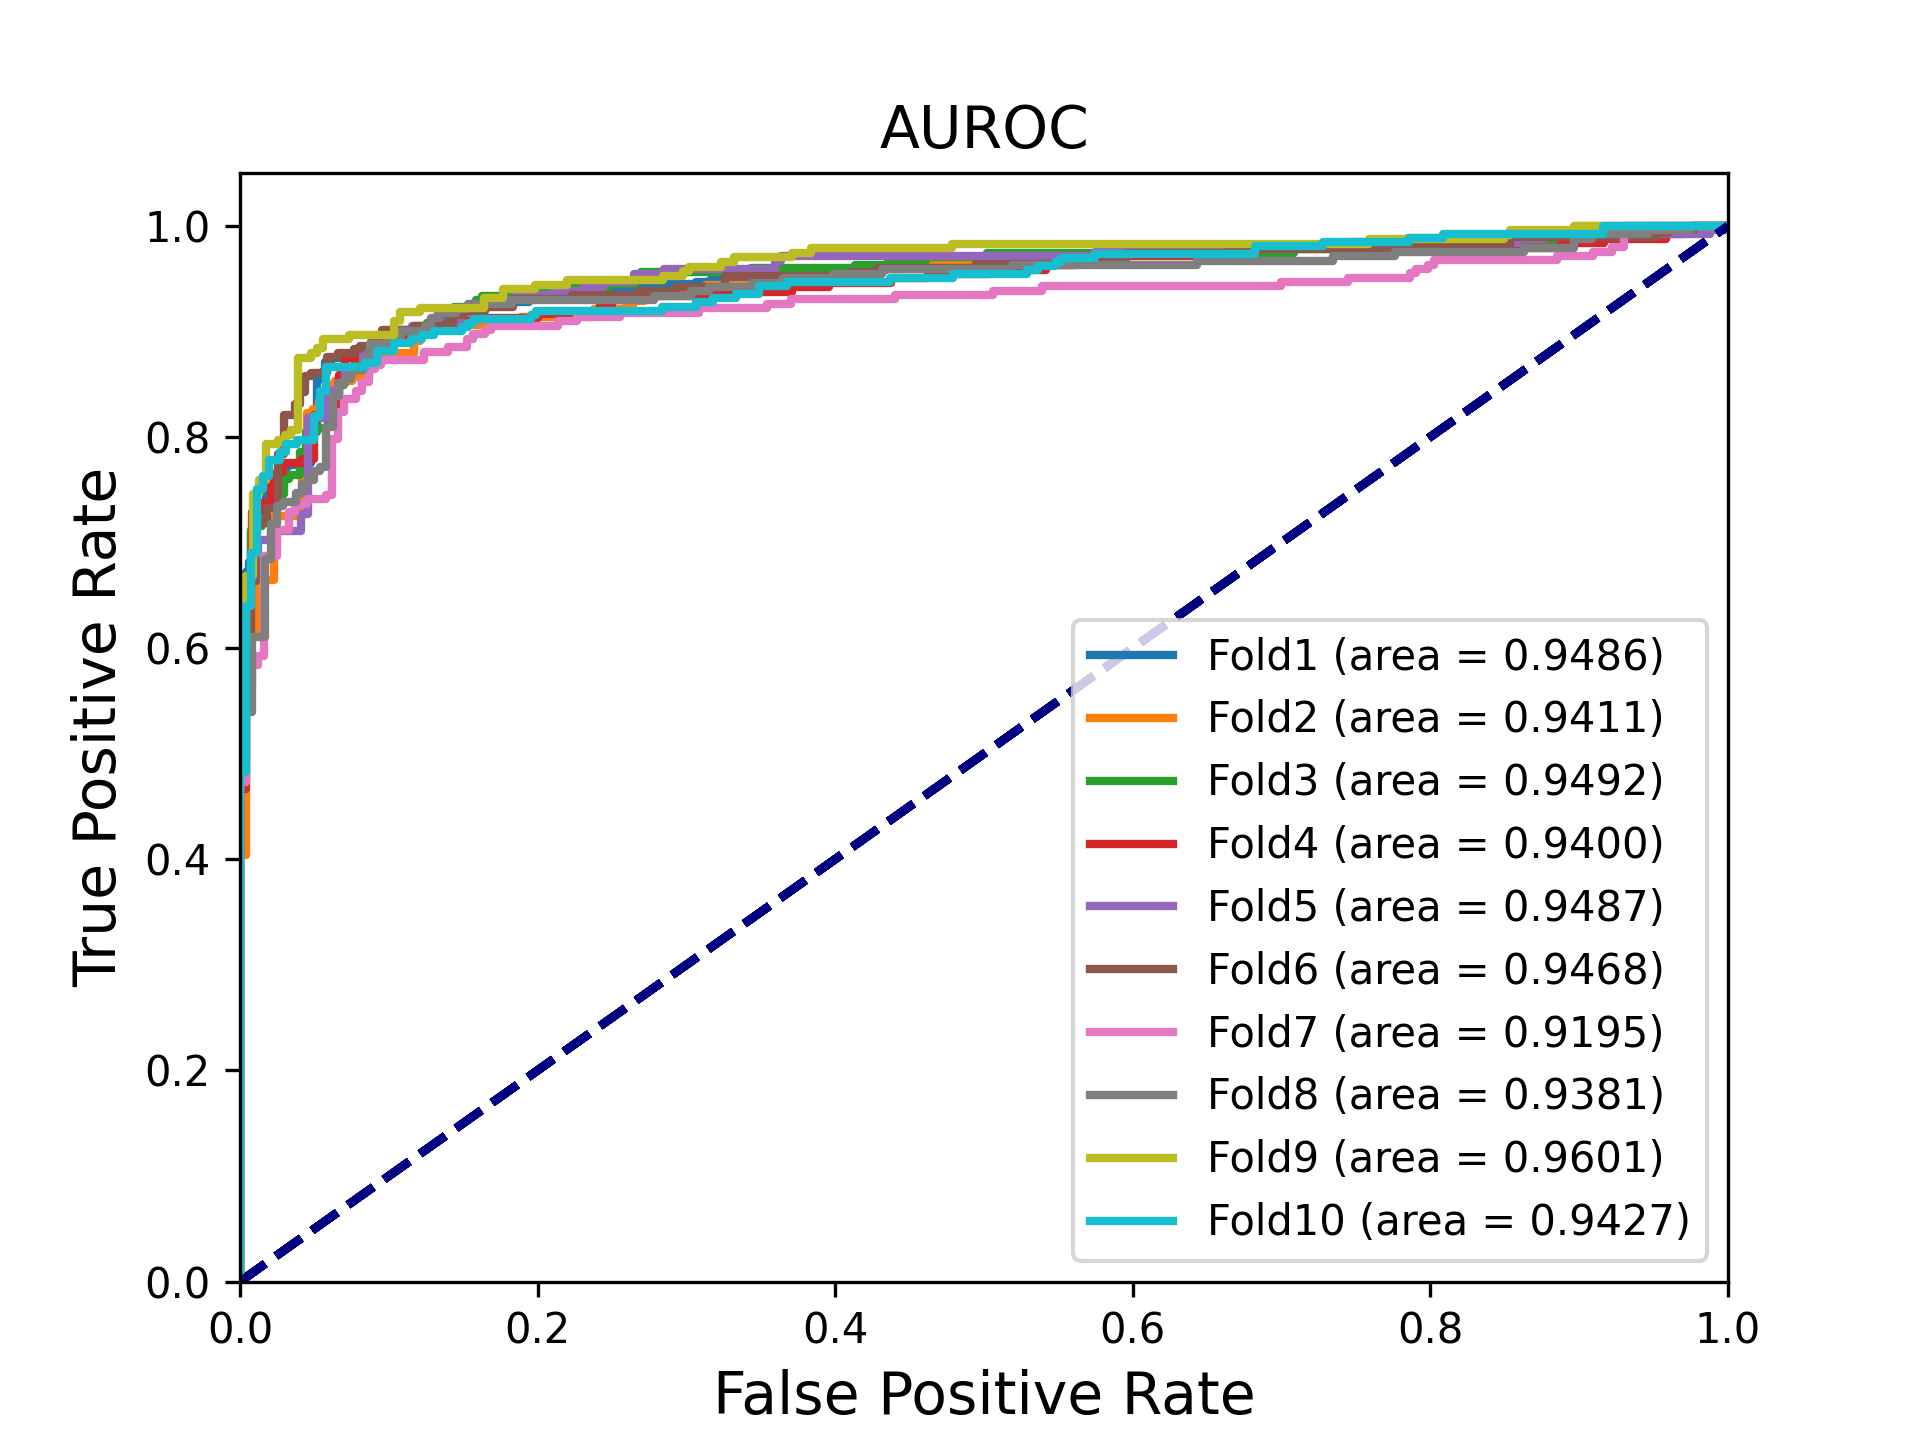 AUROC
True Positive Rate
1.0
0.8
0.6
0.4
0.2
0.0
Fold1 (area = 0.9486)
Fold2 (area = 0.9411)
Fold3 (area = 0.9492)
Fold4 (area = 0.9400)
Fold5 (area = 0.9487)
Fold6 (area = 0.9468)
Fold7 (area = 0.9195)
Fold8 (area = 0.9381)
Fold9 (area = 0.9601)
Fold10 (area = 0.9427)
0.0 0.2 0.4 0.6 0.8 1.0
False Positive Rate